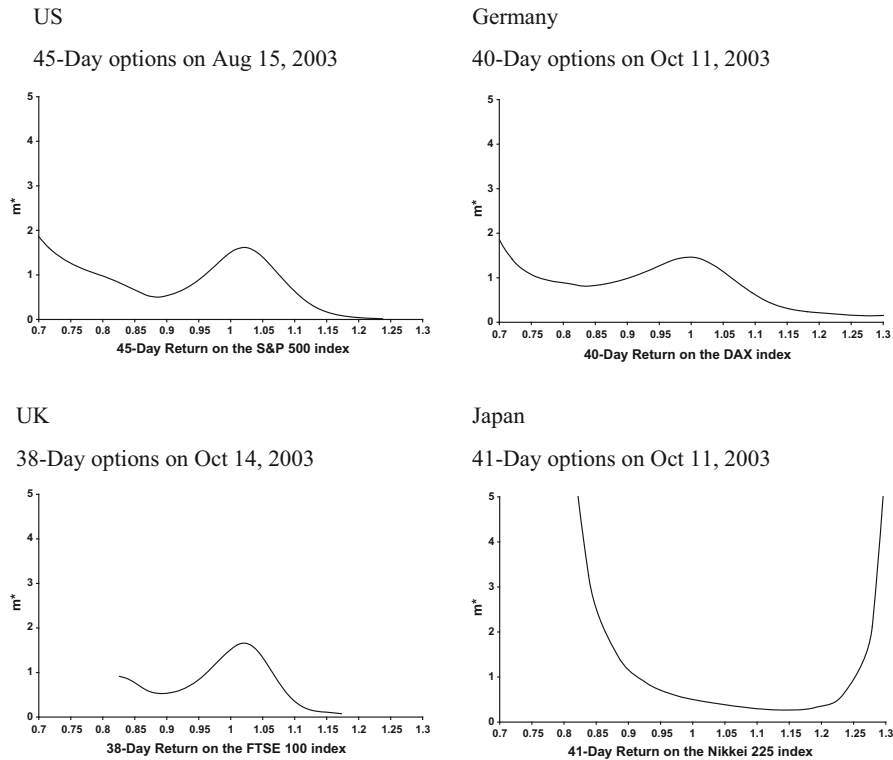 US
45-Day options on Aug 15, 2003
5
4
3
2
1
0
m*
0.7 0.75 0.8 0.85 0.9 0.95 1 1.05 1.1 1.15 1.2 1.25 1.3
45-Day Return on the S&P 500 index
Germany
40-Day options on Oct 11, 2003
5
4
3
2
1
0
m*
0.7 0.75 0.8 0.85 0.9 0.95 1 1.05 1.1 1.15 1.2 1.25 1.3
40-Day Return on the DAX index
UK
38-Day options on Oct 14, 2003
5
4
3
2
1
0
m*
0.7 0.75 0.8 0.85 0.9 0.95 1 1.05 1.1 1.15 1.2 1.25 1.3
38-Day Return on the FTSE 100 index
Japan
41-Day options on Oct 11, 2003
5
4
3
2
1
0
m*
0.7 0.75 0.8 0.85 0.9 0.95 1 1.05 1.1 1.15 1.2 1.25 1.3
41-Day Return on the Nikkei 225 index